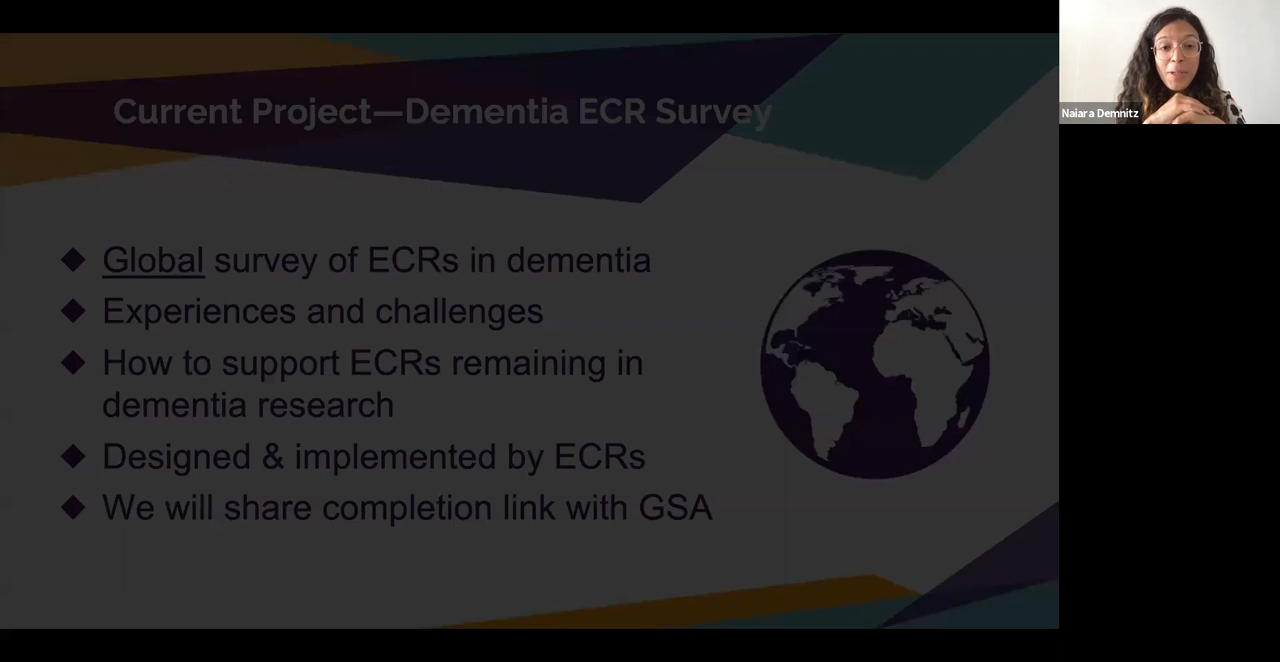 Current Project—Dementia ECR Survey
Naiara Demnitz
◆ Global survey of ECRs in dementia
◆ Experiences and challenges
◆ How to support ECRs remaining in
dementia research
◆ Designed & implemented by ECRs
◆ We will share completion link with GSA